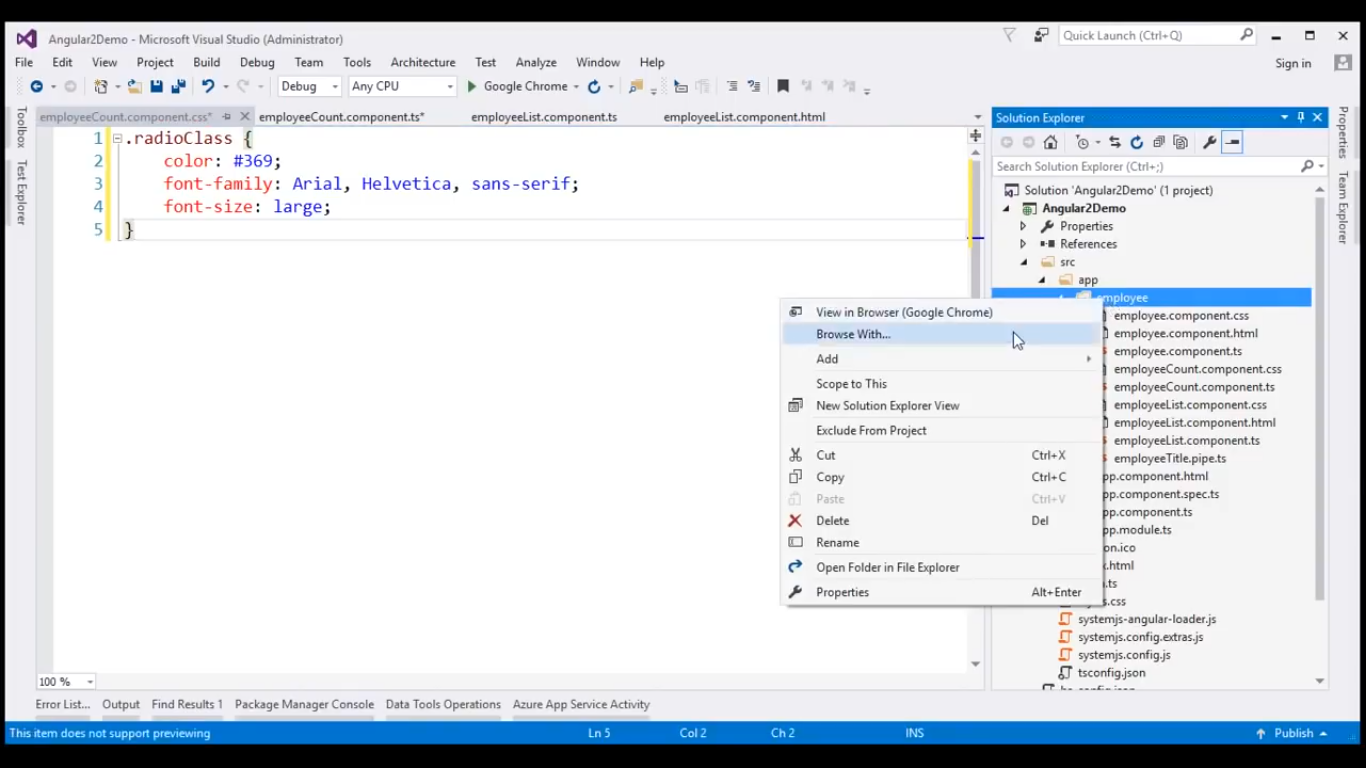 Angular2Demo - Microsoft Visual Studio (Administrator)
Quick Launch (Ctrl+Q)
File Edit View Project Build Debug Team Tools Architecture Test Analyze Window Help
Sign in
Debug Any CPU Google Chrome
Toolbox
Test Explorer
employeeCount.component.css* employeeCount.component.ts* employeeList.component.ts employeeList.component.html
1 .radioClass {
2 color: #369;
3 font-family: Arial, Helvetica, sans-serif;
4 font-size: large;
5 }
Solution Explorer
Search Solution Explorer (Ctrl+;)
Solution 'Angular2Demo' (1 project)
Angular2Demo
Properties
References
src
app
employee
employee.component.css
employee.component.html
employee.component.ts
employeeCount.component.css
employeeCount.component.ts
employeeList.component.css
employeeList.component.html
employeeList.component.ts
employeeTitle.pipe.ts
pp.component.html
pp.component.spec.ts
pp.component.ts
pp.module.ts
on.ico
.html
.ts
.css
systemjs-angular-loader.js
systemjs.config.extras.js
systemjs.config.js
tsconfig.json
View in Browser (Google Chrome)
Browse With...
Add
Scope to This
New Solution Explorer View
Exclude From Project
Cut Ctrl+X
Copy Ctrl+C
Paste Ctrl+V
Delete Del
Rename
Open Folder in File Explorer
Properties Alt+Enter
Properties
Team Explorer
100 %
Error List... Output Find Results 1 Package Manager Console Data Tools Operations Azure App Service Activity
This item does not support previewing Ln 5 Col 2 Ch 2 INS Publish